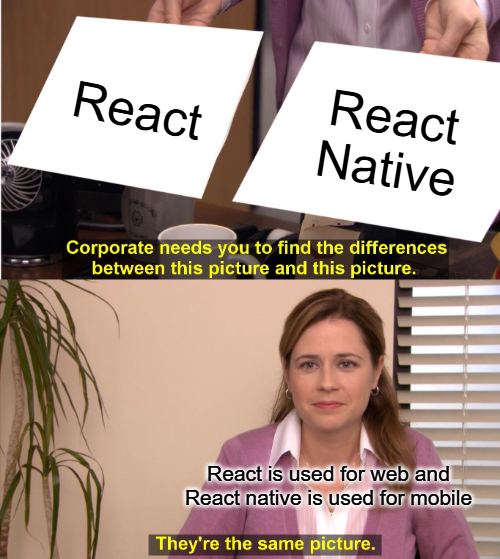 React
React
Native
Corporate needs you to find the differences
between this picture and this picture.
React is used for web and
React native is used for mobile
They're the same picture.